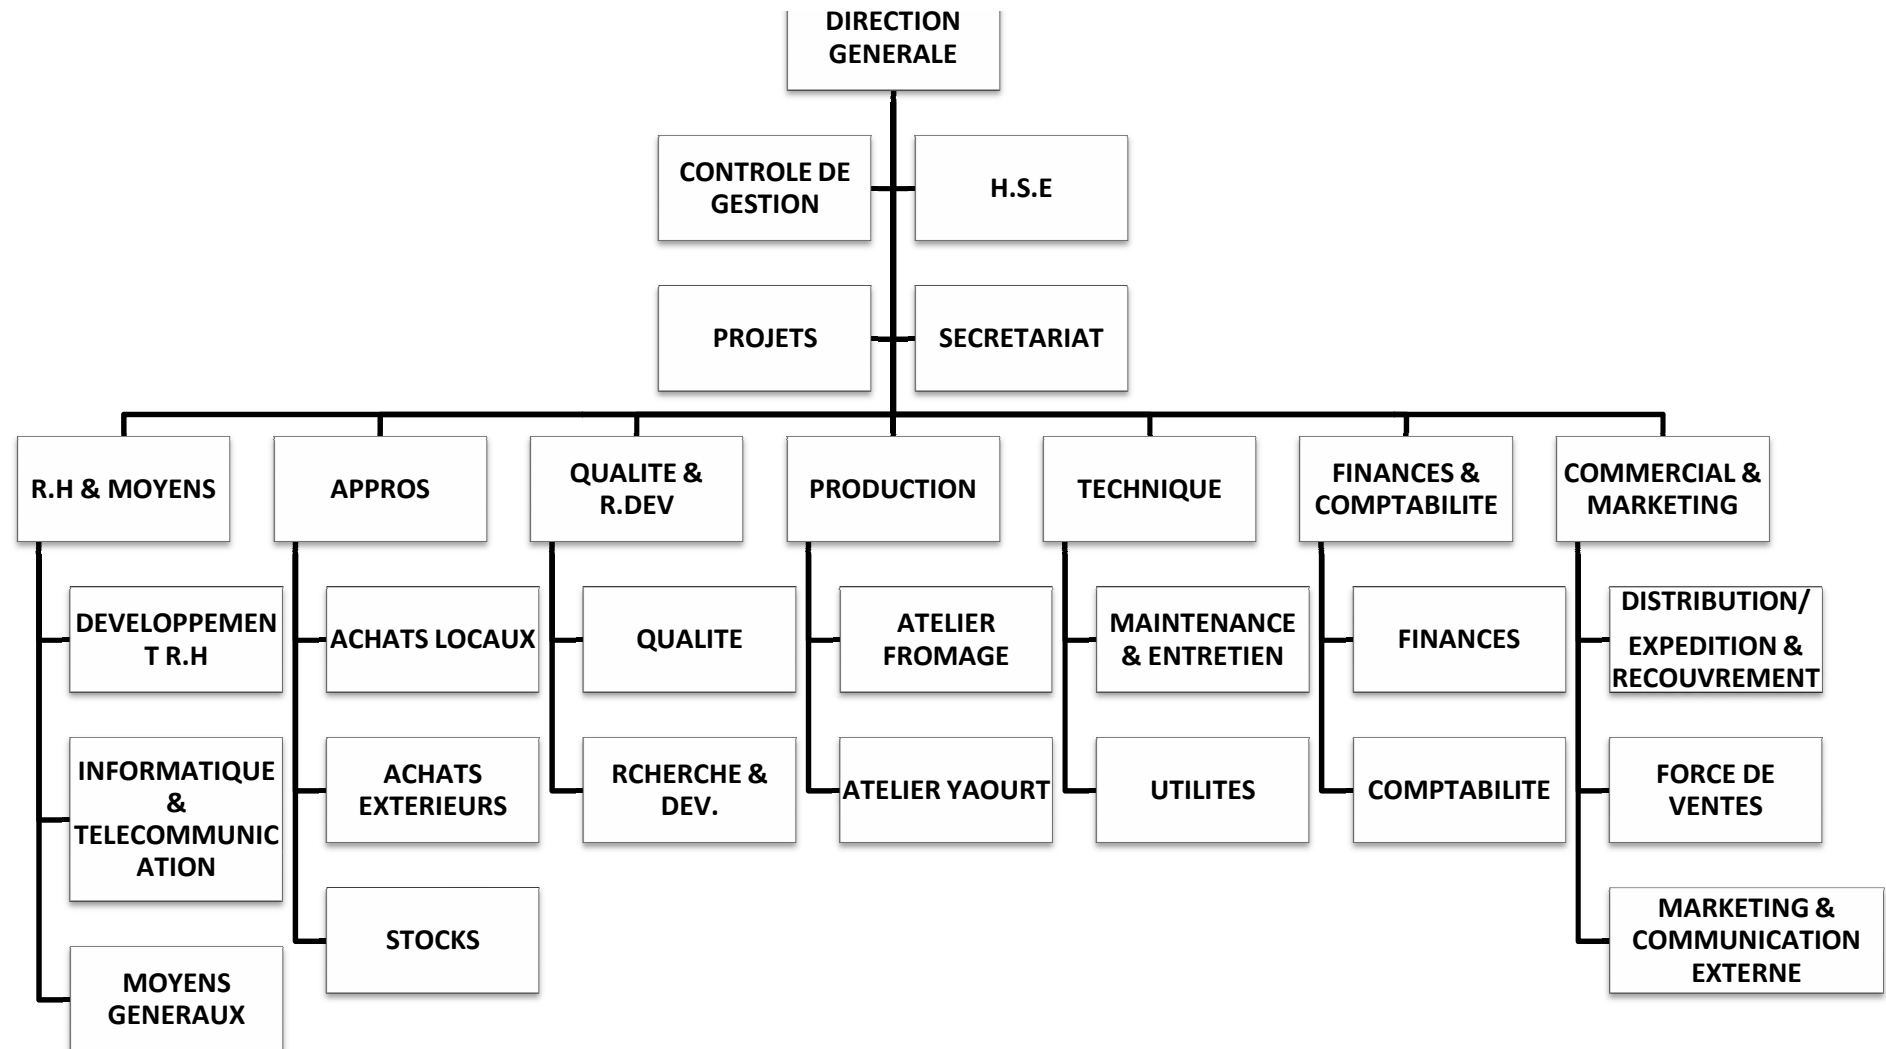 DIRECTION
GENERALE
CONTROLE DE
GESTION
H.S.E
PROJETS
SECRETARIAT
R.H & MOYENS
APPROS
QUALITE &
R.DEV
PRODUCTION
TECHNIQUE
FINANCES &
COMPTABILITE
COMMERCIAL &
MARKETING
DEVELOPPEMEN
T R.H
INFORMATIQUE
&
TELECOMMUNIC
ATION
MOYENS
GENERAUX
ACHATS LOCAUX
ACHATS
EXTERIEURS
STOCKS
QUALITE
RCHERCHE &
DEV.
ATELIER
FROMAGE
ATELIER YAOURT
MAINTENANCE
& ENTRETIEN
UTILITES
FINANCES
COMPTABILITE
DISTRIBUTION/
EXPEDITION &
RECOUVREMENT
FORCE DE
VENTES
MARKETING &
COMMUNICATION
EXTERNE